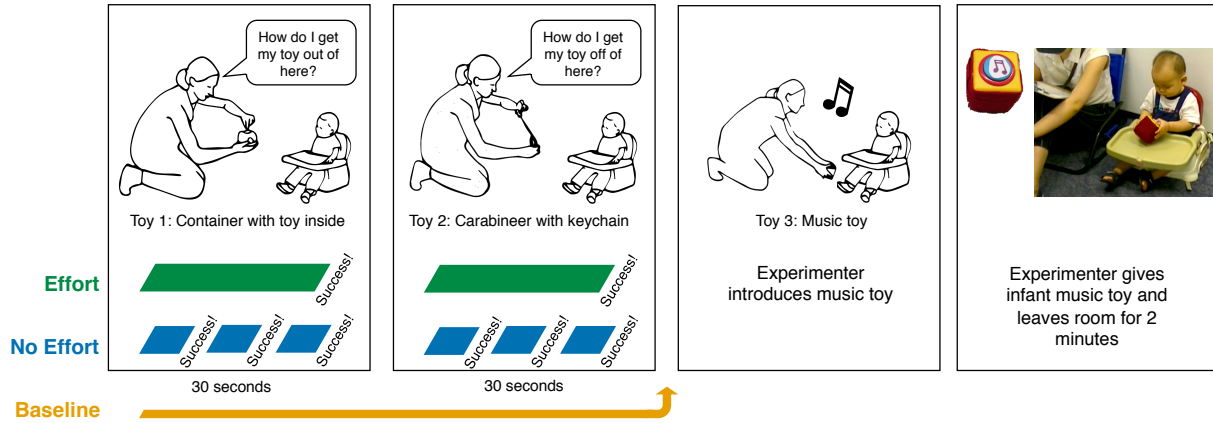 How do I get
my toy out of
here?
Toy 1: Container with toy inside
How do I get
my toy off of
here?
Toy 2: Carabineer with keychain
Toy 3: Music toy
Experimenter
introduces music toy
Experimenter gives
infant music toy and
leaves room for 2
minutes
Effort
Success!
Success!
No Effort
Success!
Success!
Success!
Success!
Success!
Success!
30 seconds
30 seconds
Baseline